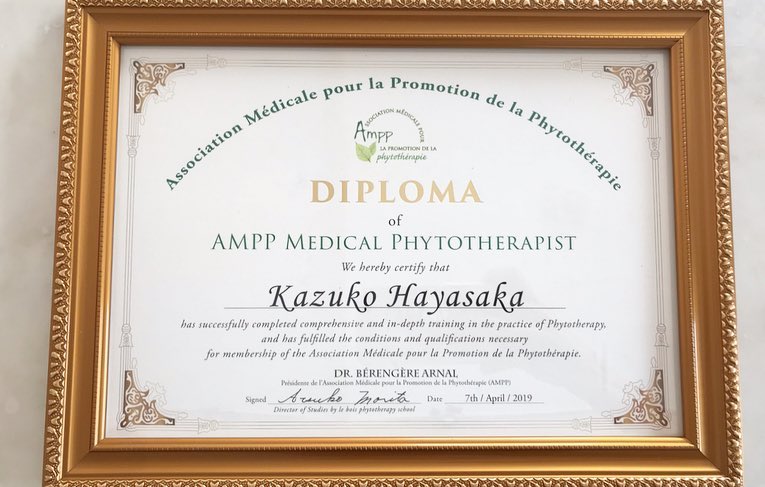 Association Médicale pour la Promotion de la Phytothérapie
ASSOCIATION MÉDICALE POUR
Ampp
LA PROMOTION DE LA
phytothérapie
DIPLOMA
of
AMPP MEDICAL PHYTOTHERAPIST
We hereby certify that
Kazuko Hayasaka
has successfully completed comprehensive and in-depth training in the practice of Phytotherapy,
and has fulfilled the conditions and qualifications necessary
for membership of the Association Médicale pour la Promotion de la Phytothérapie.
DR. BÉRENGÈRE ARNAL
Présidente de l'Association Médicale pour la Promotion de la Phytothérapie (AMPP)
Signed Atsuko Morita Date 7th / April / 2019
Director of Studies by le bois phytotherapy school